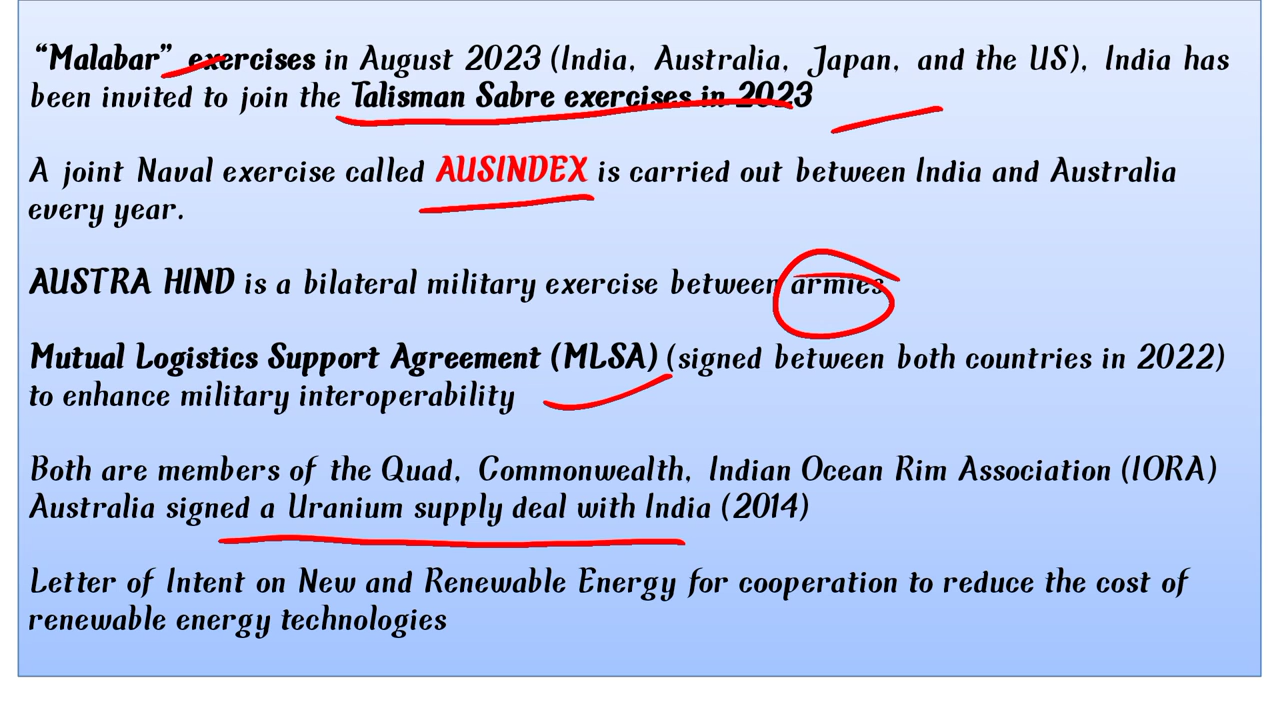 “Malabar” exercises in August 2023 (India, Australia, Japan, and the US), India has
been invited to join the Talisman Sabre exercises in 2023
A joint Naval exercise called AUSINDEX is carried out between India and Australia
every year.
AUSTRA HIND is a bilateral military exercise between armies
Mutual Logistics Support Agreement (MLSA) (signed between both countries in 2022)
to enhance military interoperability
Both are members of the Quad, Commonwealth, Indian Ocean Rim Association (IORA)
Australia signed a Uranium supply deal with India (2014)
Letter of Intent on New and Renewable Energy for cooperation to reduce the cost of
renewable energy technologies